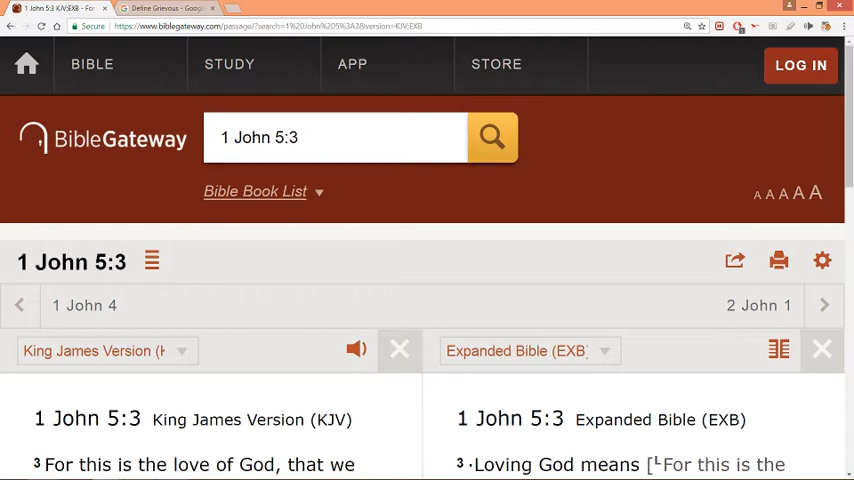 1 John 5:3 KJV;EXB - For
Define Grievous - Goog
Secure
https://www.biblegateway.com/passage/?search=1%20John%205%3A3&version=KJV;EXB
BIBLE STUDY APP STORE LOG IN
BibleGateway 1 John 5:3
Bible Book List A A A A A
1 John 5:3
1 John 4 2 John 1
King James Version (K Expanded Bible (EXB)
1 John 5:3 King James Version (KJV)
3 For this is the love of God, that we
1 John 5:3 Expanded Bible (EXB)
3 ·Loving God means [L For this is the